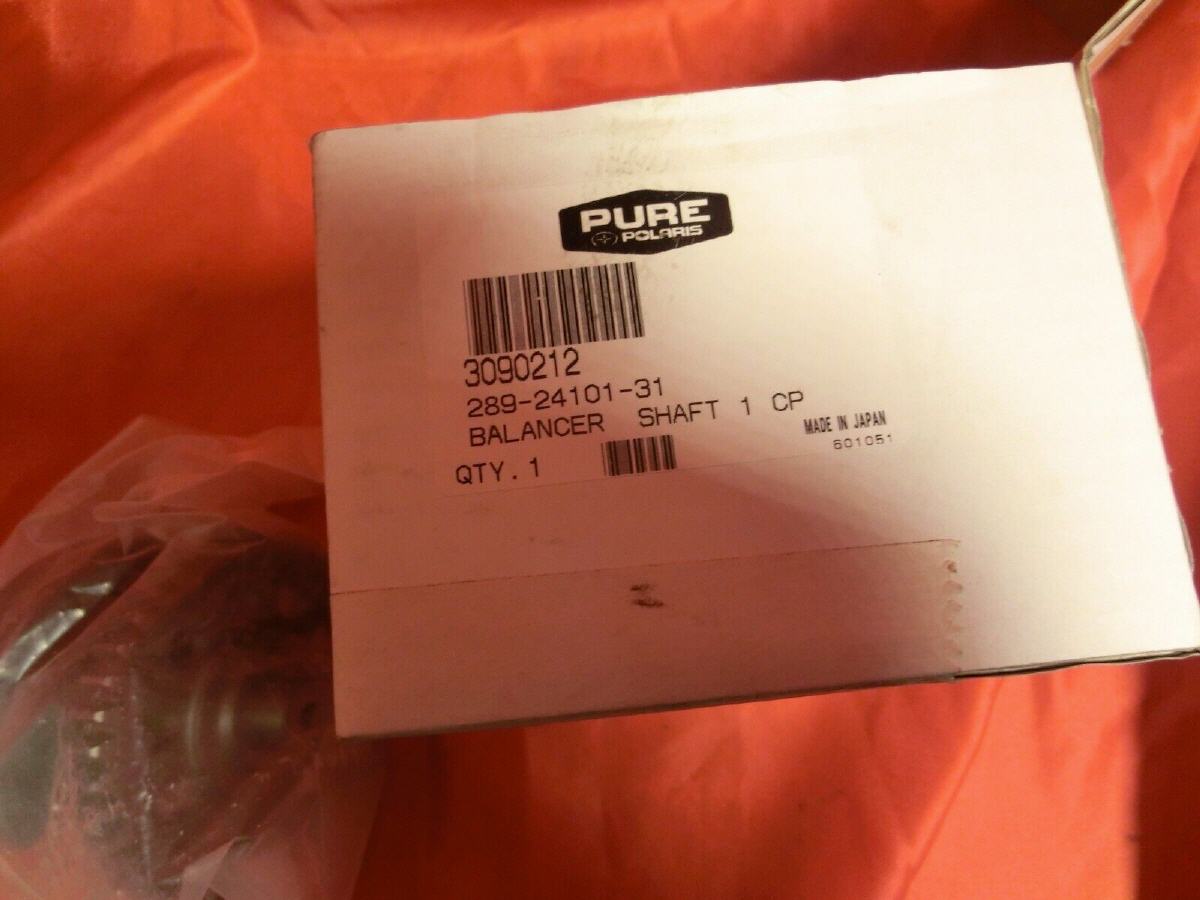 PURE
POLARIS
3090212
289-24101-31
BALANCER SHAFT 1 CP
MADE IN JAPAN
QTY. 1
601051